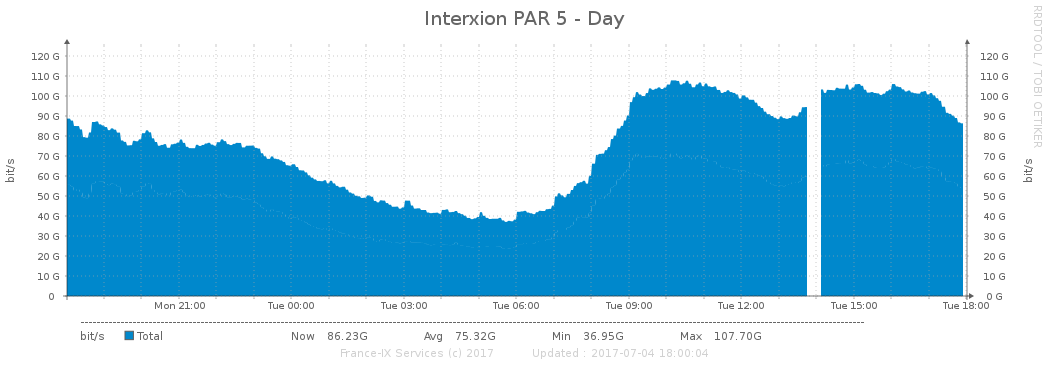 Interxion PAR 5 - Day
RRDTOOL / TOBI OETIKER
120 G 120 G
110 G 110 G
100 G 100 G
90 G 90 G
80 G 80 G
70 G 70 G
60 G 60 G
50 G 50 G
40 G 40 G
30 G 30 G
20 G 20 G
10 G 10 G
0 0 G
bit/s
bit/s
Mon 21:00 Tue 00:00 Tue 03:00 Tue 06:00 Tue 09:00 Tue 12:00 Tue 15:00 Tue 18:00
bit/s Total Now 86.23G Avg 75.32G Min 36.95G Max 107.70G
France-IX Services (c) 2017 Updated : 2017-07-04 18:00:04